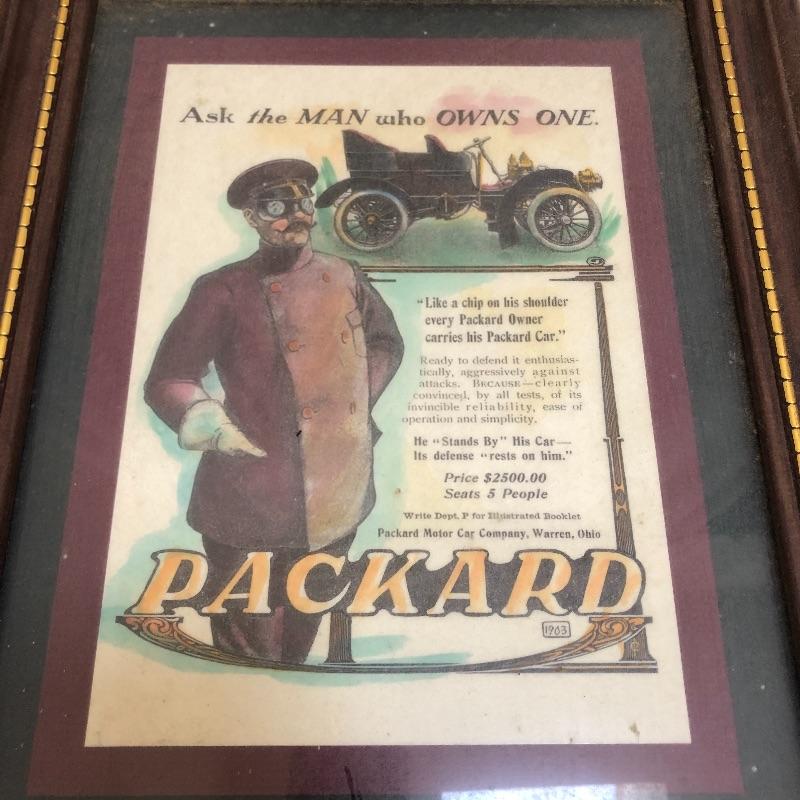 Ask the MAN who OWNS ONE.
"Like a chip on his shoulder
every Packard Owner
carries his Packard Car."
Ready to defend it enthusias-
tically, aggressively against
attacks. BECAUSE—clearly
convinced, by all tests, of its
invincible reliability, ease of
operation and simplicity.
He "Stands By" His Car—
Its defense "rests on him."
Price $2500.00
Seats 5 People
Write Dept. P for Illustrated Booklet
Packard Motor Car Company, Warren, Ohio
PACKARD
1903